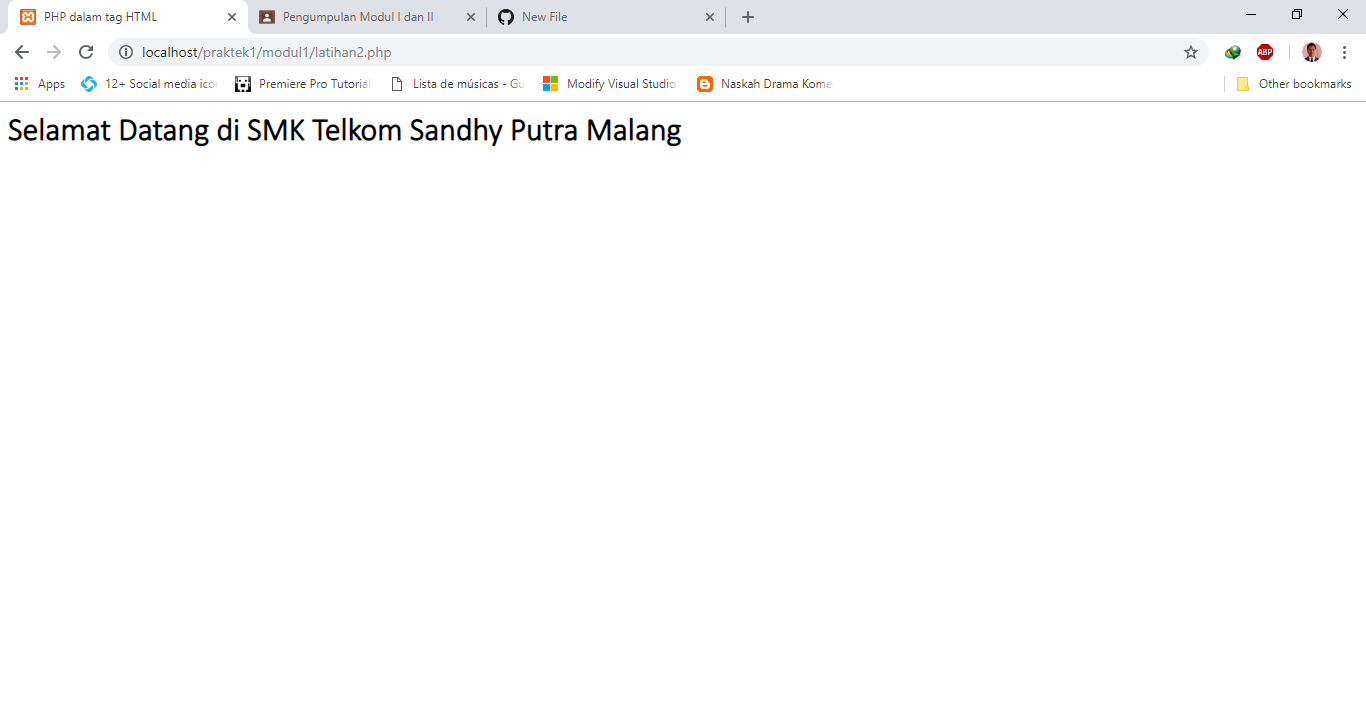 PHP dalam tag HTML
Pengumpulan Modul I dan II
New File
localhost/praktek1/modul1/latihan2.php
ABP
Apps
12+ Social media icon
Premiere Pro Tutorial
Lista de músicas - Gu
Modify Visual Studio
Naskah Drama Kome
Other bookmarks
Selamat Datang di SMK Telkom Sandhy Putra Malang